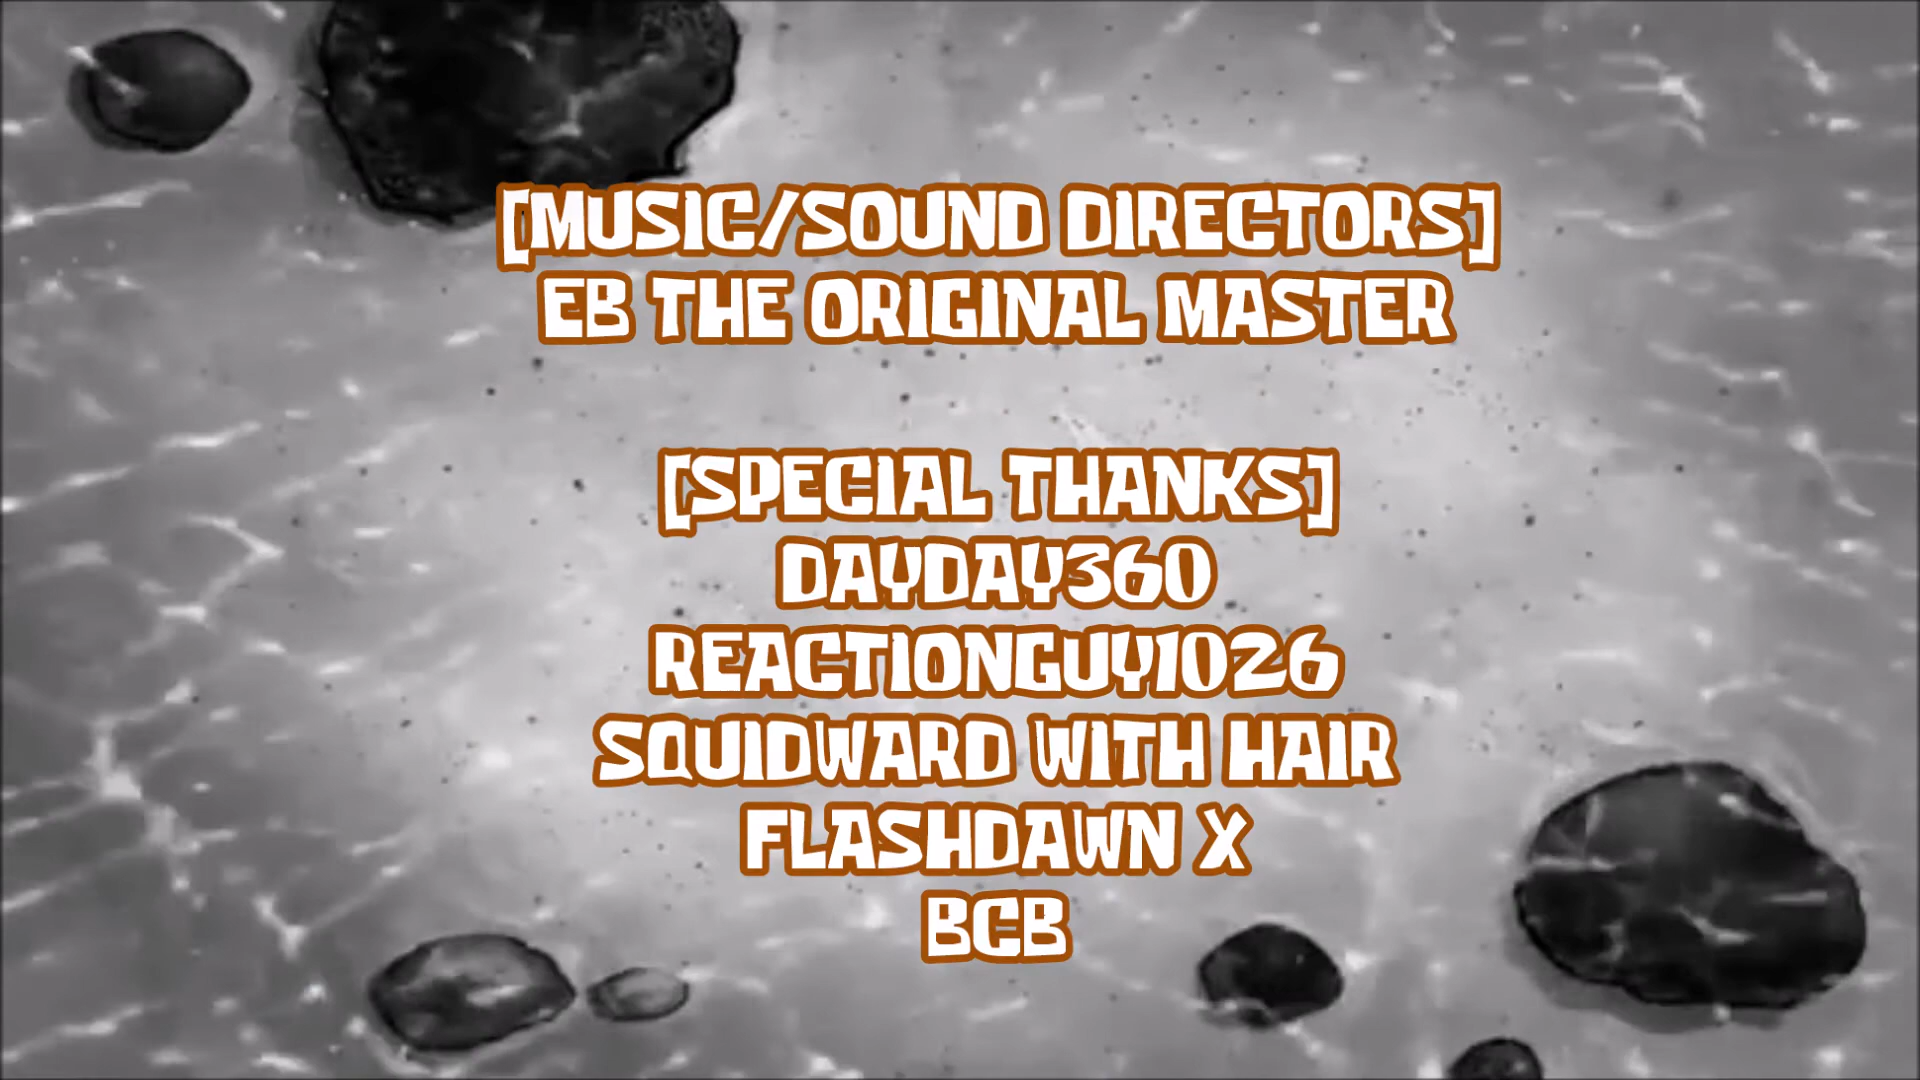 [MUSIC/SOUND DIRECTORS]
EB THE ORIGINAL MASTER
[SPECIAL THANKS]
DAYDAY360
REACTIONGUY1026
SQUIDWARD WITH HAIR
FLASHDAWN X
BCB